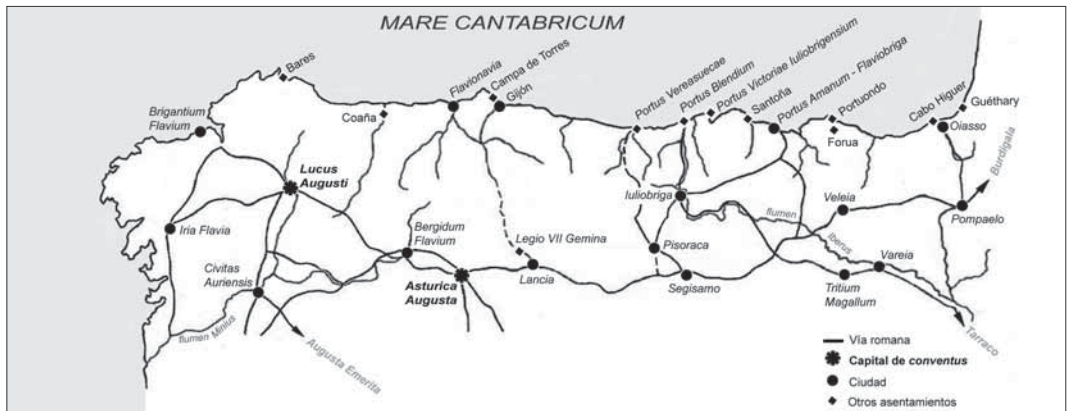 MARE CANTABRICUM
Bares
Brigantium
Flavium
Coaña
Flavionavia
Campa de Torres
Gijón
Portus Vereasuecae
Portus Blendium
Portus Victoriae Iuliobrigensium
Santoña
Portus Amanum - Flaviobriga
Portuondo
Forua
Cabo Higuer
Guéthary
Oiasso
Burdigala
Lucus
Augusti
Iria Flavia
Civitas
Auriensis
flumen Minius
Augusta Emerita
Bergidum
Flavium
Asturica
Augusta
Legio VII Gemina
Lancia
Iuliobriga
Pisoraca
Segisamo
flumen
Iberus
Veleia
Pompaelo
Vareia
Tritium
Magallum
Tarraco
Vía romana
Capital de conventus
Ciudad
Otros asentamientos